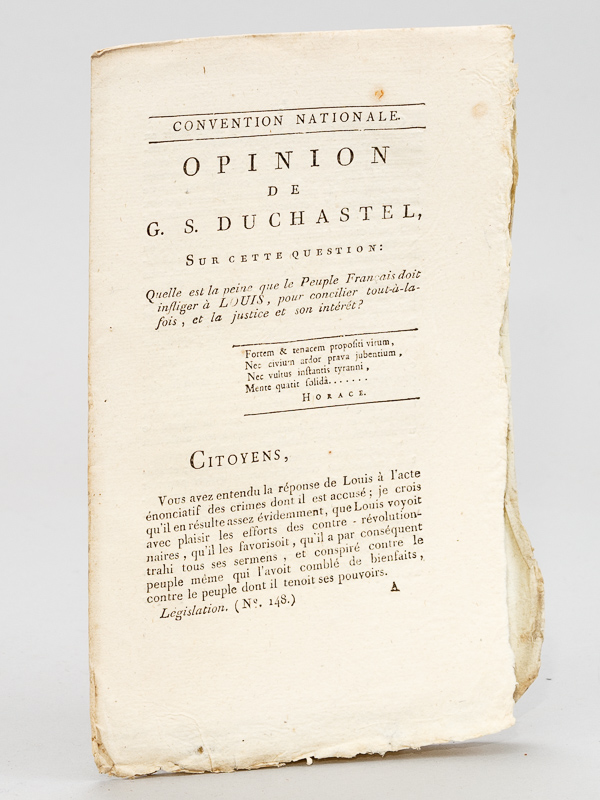 CONVENTION NATIONALE.
OPINION
DE
G. S. DUCHASTEL,
SUR CETTE QUESTION:
Quelle est la peine que le Peuple Français doit
inſliger à LOUIS, pour concilier tout-à-la-
fois, et la justice et son intérêt?
Fortem & tenacem propositi virum,
Nec civium ardor prava jubentium,
Nec vultus inſtantis tyranni,
Mente quatit ſolidâ.......
HORACE.
CITOYENS,
Vous avez entendu la réponse de Louis à l'acte
énonciatif des crimes dont il est accusé; je crois
qu'il en résulte assez évidemment, que Louis voyoit
avec plaisir les efforts des contre-révolution-
naires, qu'il les favorisoit, qu'il a par conséquent
trahi tous ses sermens, et conspiré contre le
peuple même qui l'avoit comblé de bienfaits,
contre le peuple dont il tenoit ses pouvoirs.
Législation. (Nº. 148.)
A